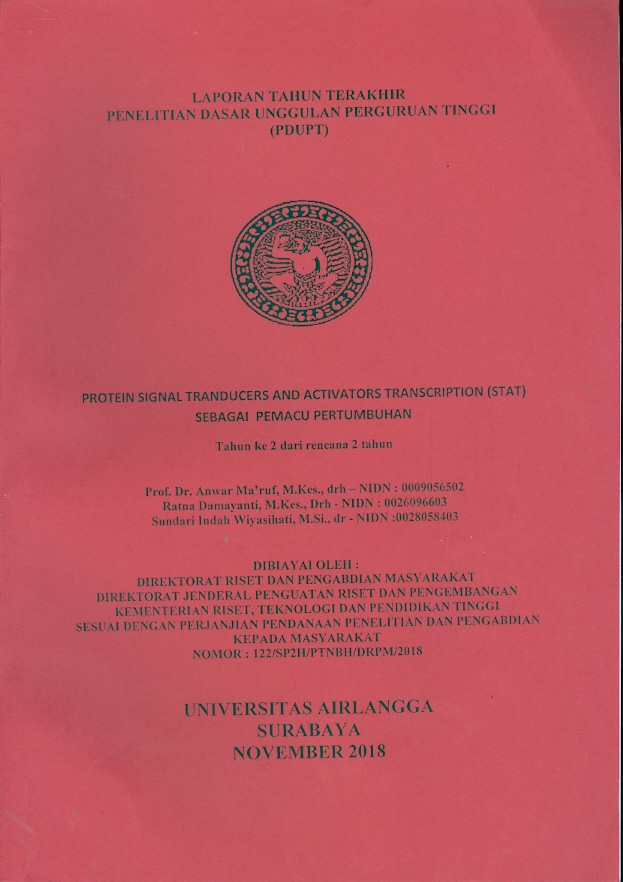 LAPORAN TAHUN TERAKHIR
PENELITIAN DASAR UNGGULAN PERGURUAN TINGGI
(PDUPT)
PROTEIN SIGNAL TRANDUCERS AND ACTIVATORS TRANSCRIPTION (STAT)
SEBAGAI PEMACU PERTUMBUHAN
Tahun ke 2 dari rencana 2 tahun
Prof. Dr. Anwar Ma'ruf, M.Kes., drh – NIDN : 0009056502
Ratna Damayanti, M.Kes., Drh - NIDN : 0026096603
Sundari Indah Wiyasihati, M.Si., dr - NIDN :0028058403
DIBIAYAI OLEH :
DIREKTORAT RISET DAN PENGABDIAN MASYARAKAT
DIREKTORAT JENDERAL PENGUATAN RISET DAN PENGEMBANGAN
KEMENTERIAN RISET, TEKNOLOGI DAN PENDIDIKAN TINGGI
SESUAI DENGAN PERJANJIAN PENDANAAN PENELITIAN DAN PENGABDIAN
KEPADA MASYARAKAT
NOMOR : 122/SP2H/PTNBH/DRPM/2018
UNIVERSITAS AIRLANGGA
SURABAYA
NOVEMBER 2018